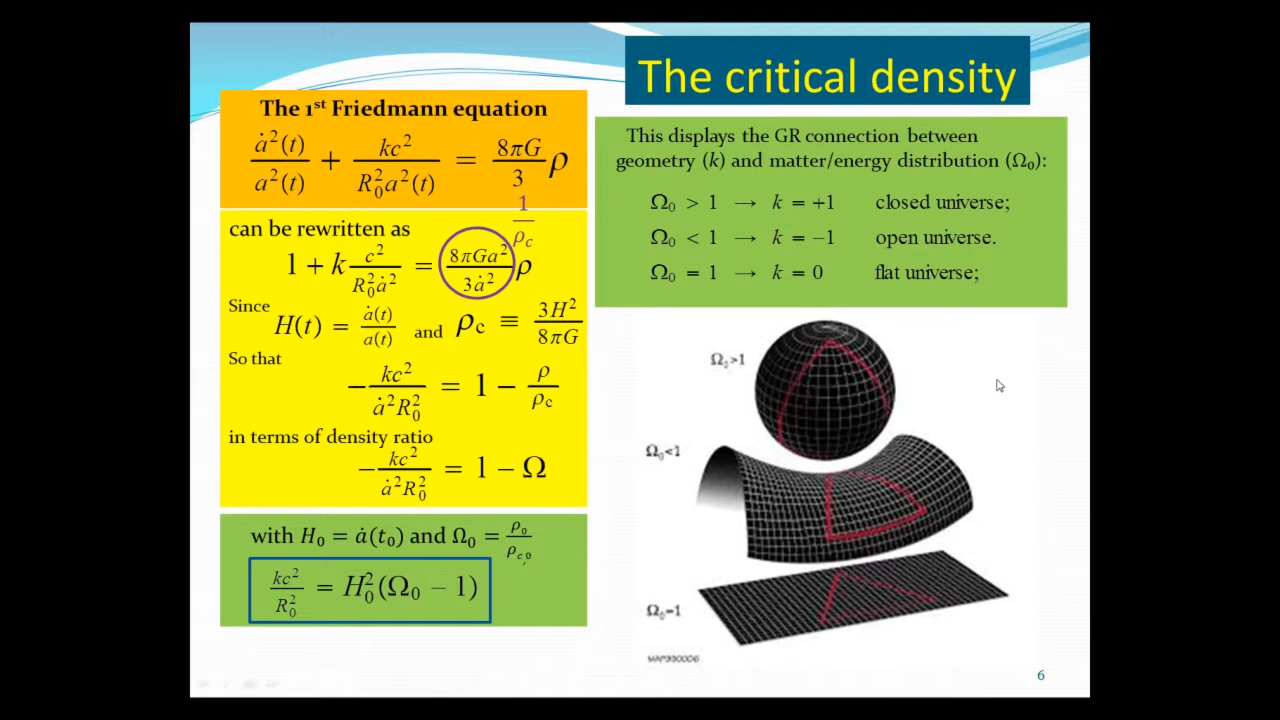 The critical density
The 1st Friedmann equation
ȧ²(t)/a²(t) + kc²/R₀²a²(t) = 8πG/3 ρ
1/ρc
can be rewritten as
1 + k c²/R₀²ȧ² = 8πGa²/3ȧ² ρ
Since
H(t) = ȧ(t)/a(t) and ρc ≡ 3H²/8πG
So that
−kc²/ȧ²R₀² = 1 − ρ/ρc
in terms of density ratio
−kc²/ȧ²R₀² = 1 − Ω
with H₀ = ȧ(t₀) and Ω₀ = ρ₀/ρc,0
kc²/R₀² = H₀²(Ω₀ − 1)
This displays the GR connection between
geometry (k) and matter/energy distribution (Ω₀):
Ω₀ > 1 → k = +1 closed universe;
Ω₀ < 1 → k = −1 open universe.
Ω₀ = 1 → k = 0 flat universe;
Ω₀>1
Ω₀<1
Ω₀=1
MAP990006
6